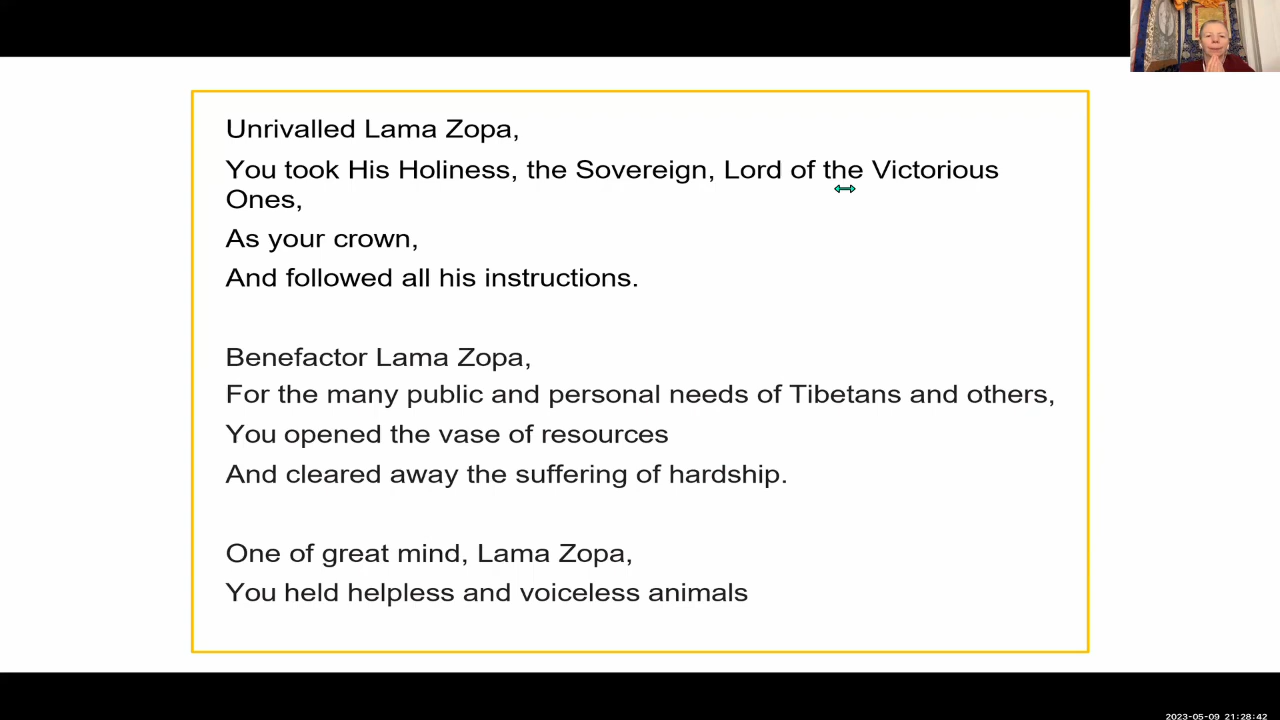 Unrivalled Lama Zopa,
You took His Holiness, the Sovereign, Lord of the Victorious
Ones,
As your crown,
And followed all his instructions.
Benefactor Lama Zopa,
For the many public and personal needs of Tibetans and others,
You opened the vase of resources
And cleared away the suffering of hardship.
One of great mind, Lama Zopa,
You held helpless and voiceless animals
2023-05-09 21:28:42